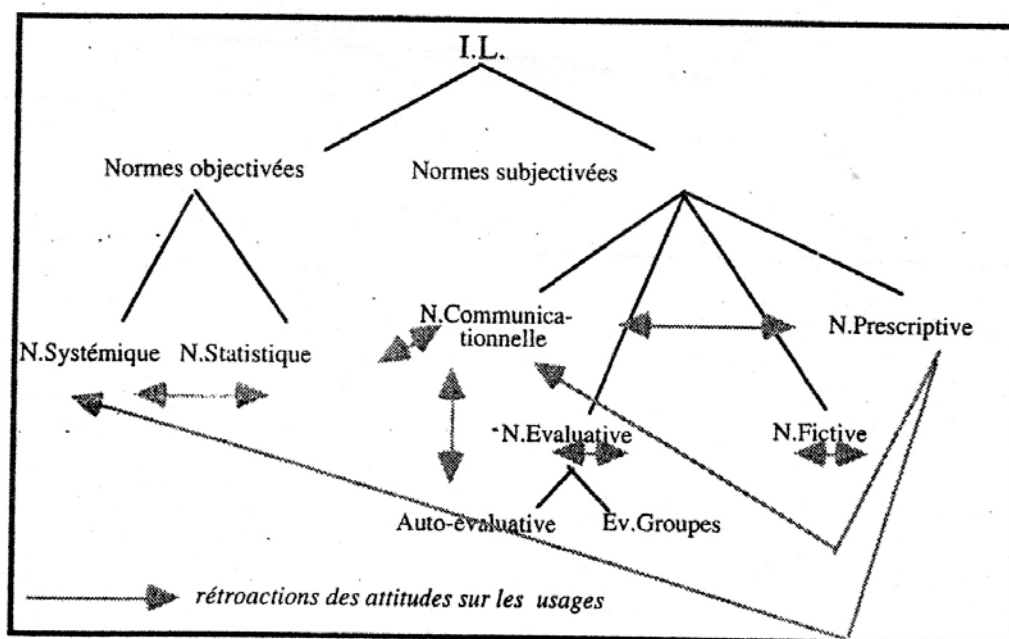 I.L.
Normes objectivées
Normes subjectivées
N.Communica-
tionnelle
N.Prescriptive
N.Systémique
N.Statistique
N.Evaluative
N.Fictive
Auto-évaluative
Ev.Groupes
rétroactions des attitudes sur les usages